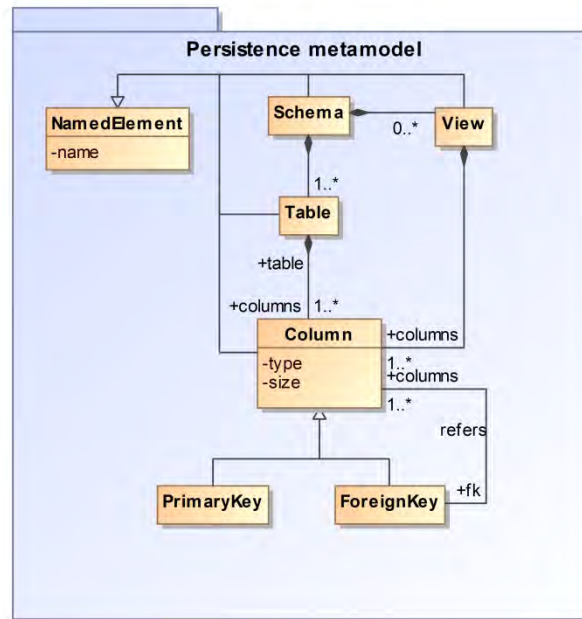 Persistence metamodel
NamedElement
-name
Schema
View
0..*
1..*
Table
+table
+columns
1..*
Column
-type
-size
+columns
1..*
+columns
1..*
refers
+fk
PrimaryKey
ForeignKey